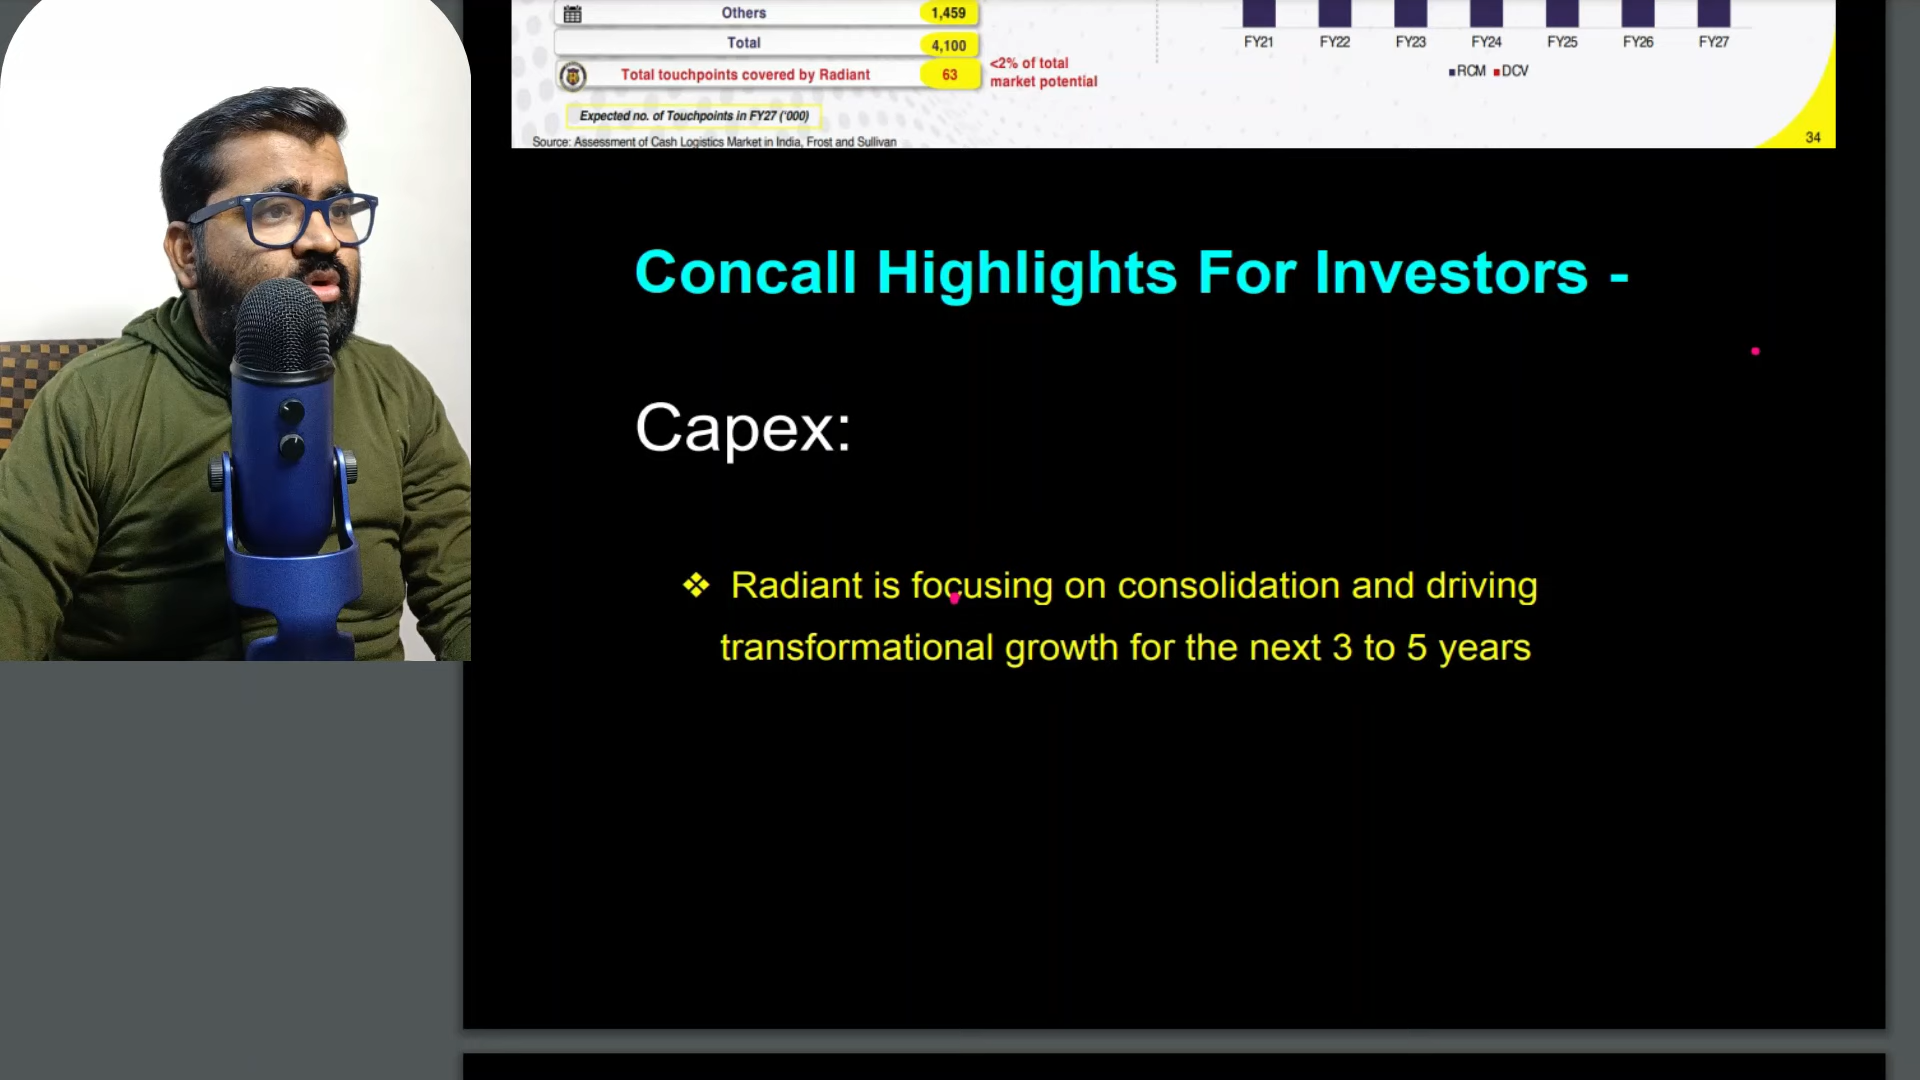 Others 1,459
Total 4,100
Total touchpoints covered by Radiant 63
<2% of total
market potential
Expected no. of Touchpoints in FY27 ('000)
Source: Assessment of Cash Logistics Market in India, Frost and Sullivan
FY21 FY22 FY23 FY24 FY25 FY26 FY27
RCM DCV
34
Concall Highlights For Investors -
Capex:
❖ Radiant is focusing on consolidation and driving
transformational growth for the next 3 to 5 years